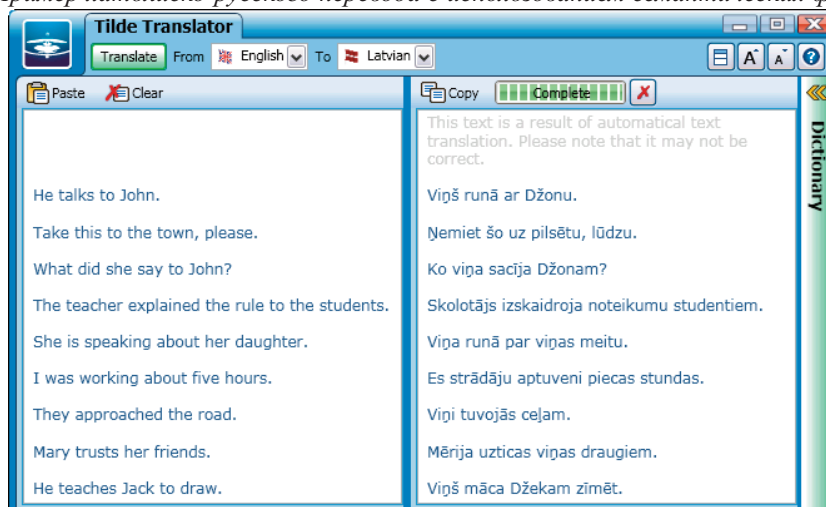 Tilde Translator
Translate From English To Latvian A A ?
Paste Clear Copy Complete
Dictionary
This text is a result of automatical text
translation. Please note that it may not be
correct.
He talks to John. Viņš runā ar Džonu.
Take this to the town, please. Ņemiet šo uz pilsētu, lūdzu.
What did she say to John? Ko viņa sacīja Džonam?
The teacher explained the rule to the students. Skolotājs izskaidroja noteikumu studentiem.
She is speaking about her daughter. Viņa runā par viņas meitu.
I was working about five hours. Es strādāju aptuveni piecas stundas.
They approached the road. Viņi tuvojās ceļam.
Mary trusts her friends. Mērija uzticas viņas draugiem.
He teaches Jack to draw. Viņš māca Džekam zīmēt.